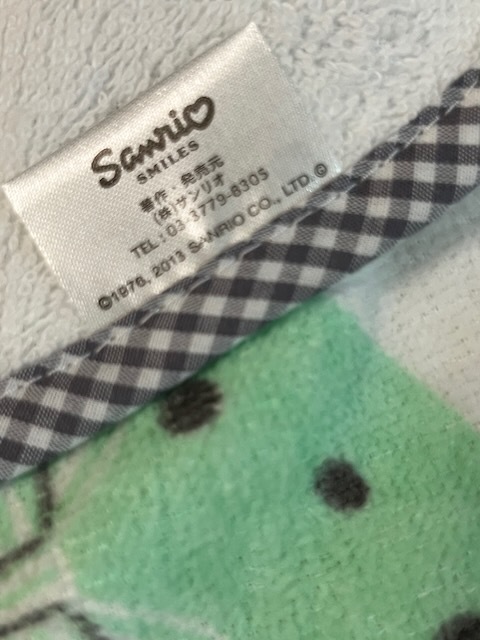 Sanrio
SMILES
著作・発売元
(株)サンリオ
TEL : 03-3779-8305
©1976, 2013 SANRIO CO., LTD. ©